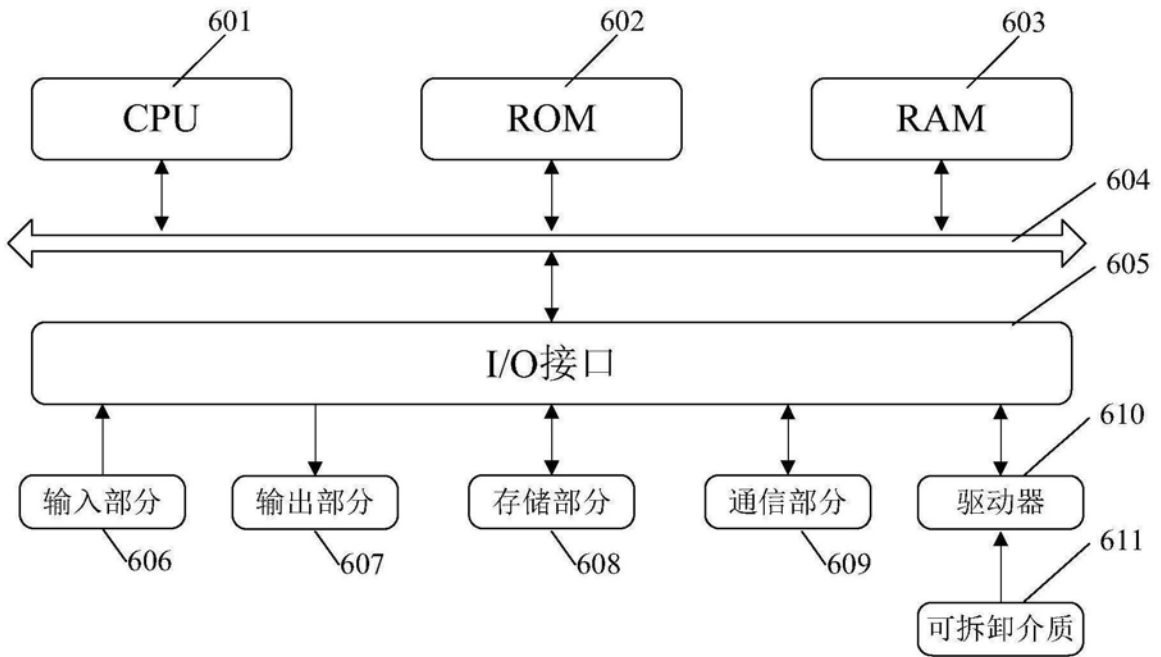 601
602
603
CPU
ROM
RAM
604
605
I/O接口
610
输入部分
输出部分
存储部分
通信部分
驱动器
606
607
608
609
611
可拆卸介质